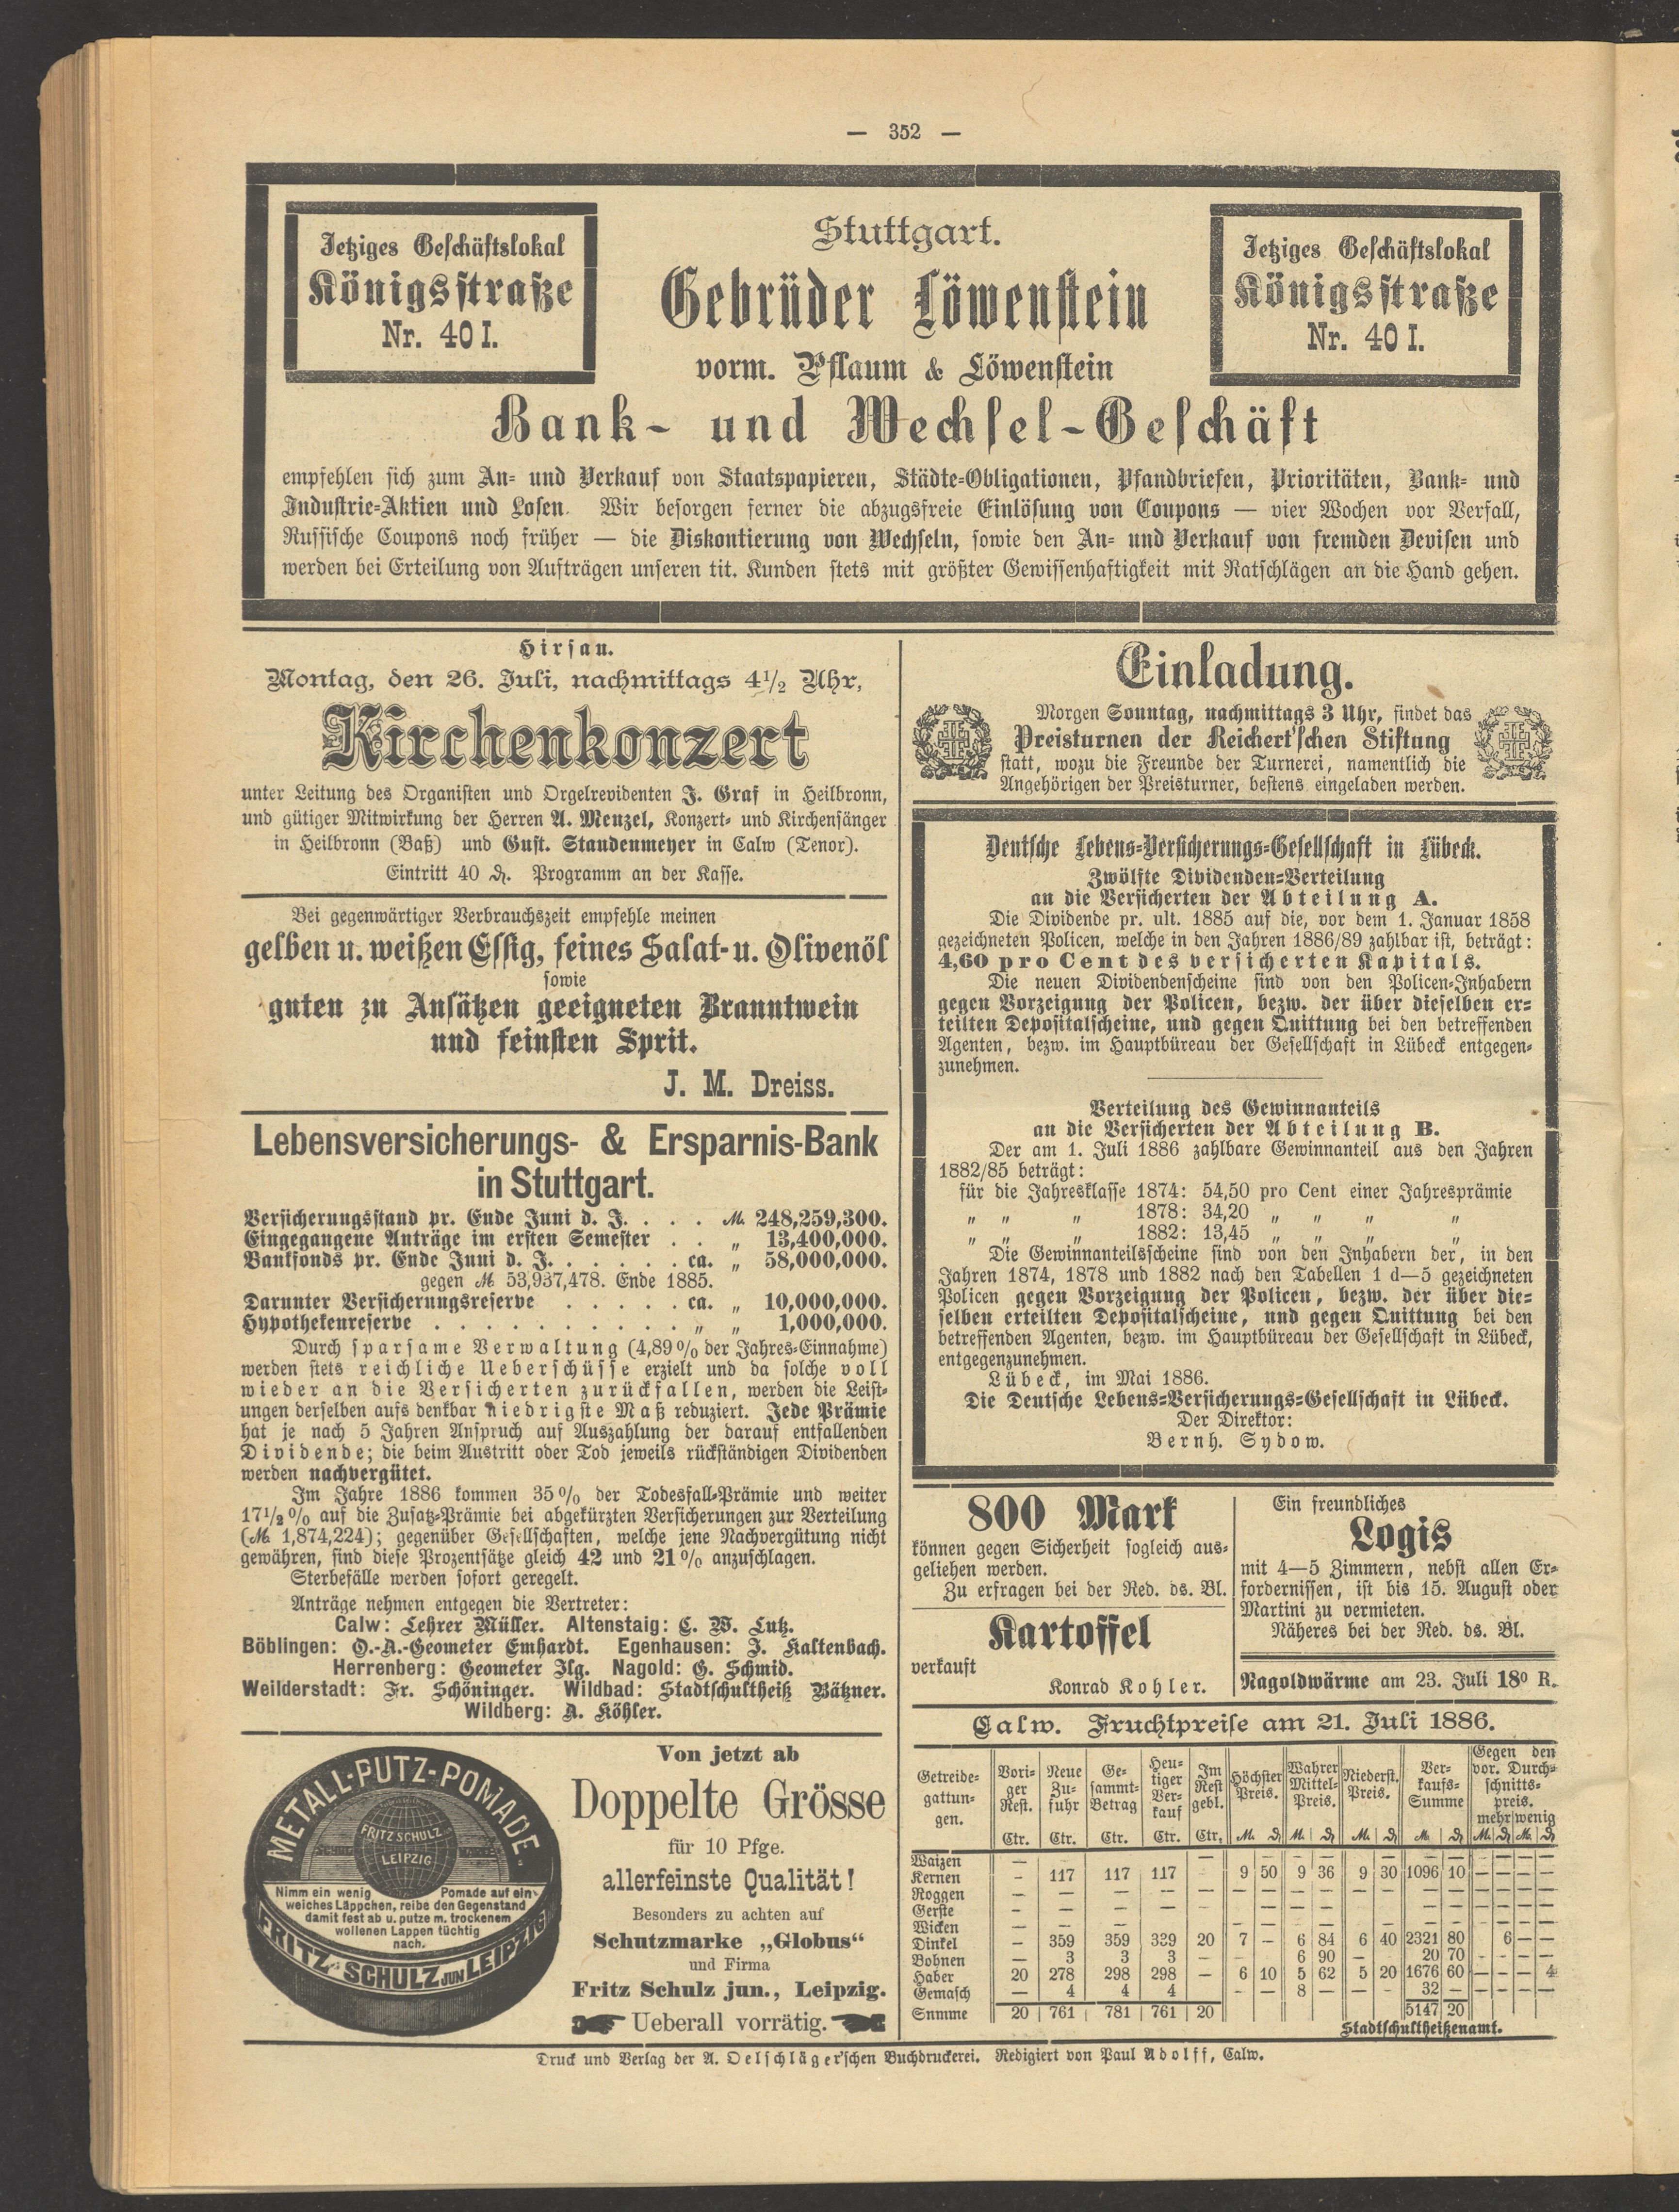 — 352 —
Jetziges Geschäftslokal
Königsstraße
Nr. 40 I.
Stuttgart.
Gebrüder Löwenstein
vorm. Pflaum & Löwenstein
Jetziges Geschäftslokal
Königsstraße
Nr. 40 I.
Bank- und Wechsel-Geschäft
empfehlen sich zum An- und Verkauf von Staatspapieren, Städte-Obligationen, Pfandbriefen, Prioritäten, Bank- und
Industrie-Aktien und Losen. Wir besorgen ferner die abzugsfreie Einlösung von Coupons — vier Wochen vor Verfall,
Russische Coupons noch früher — die Diskontierung von Wechseln, sowie den An- und Verkauf von fremden Devisen und
werden bei Erteilung von Aufträgen unseren tit. Kunden stets mit größter Gewissenhaftigkeit mit Ratschlägen an die Hand gehen.
Hirsau.
Montag, den 26. Juli, nachmittags 4½ Uhr,
Kirchenkonzert
unter Leitung des Organisten und Orgelrevidenten J. Graf in Heilbronn,
und gütiger Mitwirkung der Herren A. Menzel, Konzert- und Kirchensänger
in Heilbronn (Baß) und Gust. Staudenmeyer in Calw (Tenor).
Eintritt 40 ₰. Programm an der Kasse.
Bei gegenwärtiger Verbrauchszeit empfehle meinen
gelben u. weißen Essig, feines Salat- u. Olivenöl
sowie
guten zu Ansätzen geeigneten Branntwein
und feinsten Sprit.
J. M. Dreiss.
Lebensversicherungs- & Ersparnis-Bank
in Stuttgart.
Versicherungsstand pr. Ende Juni d. J. . . . ℳ 248,259,300.
Eingegangene Anträge im ersten Semester . . „ 13,400,000.
Bankfonds pr. Ende Juni d. J. . . . . . ca. „ 58,000,000.
gegen ℳ 53,937,478. Ende 1885.
Darunter Versicherungsreserve . . . . . ca. „ 10,000,000.
Hypothekenreserve . . . . . . . . . . „ „ 1,000,000.
Durch sparsame Verwaltung (4,89% der Jahres-Einnahme)
werden stets reichliche Ueberschüsse erzielt und da solche voll
wieder an die Versicherten zurückfallen, werden die Leist-
ungen derselben aufs denkbar niedrigste Maß reduziert. Jede Prämie
hat je nach 5 Jahren Anspruch auf Auszahlung der darauf entfallenden
Dividende; die beim Austritt oder Tod jeweils rückständigen Dividenden
werden nachvergütet.
Im Jahre 1886 kommen 35% der Todesfall-Prämie und weiter
17½% auf die Zusatz-Prämie bei abgekürzten Versicherungen zur Verteilung
(ℳ 1,874,224); gegenüber Gesellschaften, welche jene Nachvergütung nicht
gewähren, sind diese Prozentsätze gleich 42 und 21% anzuschlagen.
Sterbefälle werden sofort geregelt.
Anträge nehmen entgegen die Vertreter:
Calw: Lehrer Müller. Altenstaig: C. W. Lutz.
Böblingen: O.-A.-Geometer Emhardt. Egenhausen: J. Kaltenbach.
Herrenberg: Geometer Ilg. Nagold: G. Schmid.
Weilderstadt: Fr. Schöninger. Wildbad: Stadtschultheiß Bätzner.
Wildberg: A. Köhler.
METALL-PUTZ-POMADE
FRITZ SCHULZ
LEIPZIG
Nimm ein wenig Pomade auf ein
weiches Läppchen, reibe den Gegenstand
damit fest ab u. putze m. trockenem
wollenen Lappen tüchtig
nach.
FRITZ SCHULZ JUN LEIPZIG
Von jetzt ab
Doppelte Grösse
für 10 Pfge.
allerfeinste Qualität!
Besonders zu achten auf
Schutzmarke „Globus“
und Firma
Fritz Schulz jun., Leipzig.
Ueberall vorrätig.
Einladung.
Morgen Sonntag, nachmittags 3 Uhr, findet das
Preisturnen der Reichert'schen Stiftung
statt, wozu die Freunde der Turnerei, namentlich die
Angehörigen der Preisturner, bestens eingeladen werden.
Deutsche Lebens-Versicherungs-Gesellschaft in Lübeck.
Zwölfte Dividenden-Verteilung
an die Versicherten der Abteilung A.
Die Dividende pr. ult. 1885 auf die, vor dem 1. Januar 1858
gezeichneten Policen, welche in den Jahren 1886/89 zahlbar ist, beträgt:
4,60 pro Cent des versicherten Kapitals.
Die neuen Dividendenscheine sind von den Policen-Inhabern
gegen Vorzeigung der Policen, bezw. der über dieselben er-
teilten Depositalscheine, und gegen Quittung bei den betreffenden
Agenten, bezw. im Hauptbüreau der Gesellschaft in Lübeck entgegen-
zunehmen.
Verteilung des Gewinnanteils
an die Versicherten der Abteilung B.
Der am 1. Juli 1886 zahlbare Gewinnanteil aus den Jahren
1882/85 beträgt:
für die Jahresklasse 1874: 54,50 pro Cent einer Jahresprämie
„ „ „ 1878: 34,20 „ „ „ „
„ „ „ 1882: 13,45 „ „ „ „
Die Gewinnanteilsscheine sind von den Inhabern der, in den
Jahren 1874, 1878 und 1882 nach den Tabellen 1 d—5 gezeichneten
Policen gegen Vorzeigung der Policen, bezw. der über die-
selben erteilten Depositalscheine, und gegen Quittung bei den
betreffenden Agenten, bezw. im Hauptbüreau der Gesellschaft in Lübeck,
entgegenzunehmen.
Lübeck, im Mai 1886.
Die Deutsche Lebens-Versicherungs-Gesellschaft in Lübeck.
Der Direktor:
Bernh. Sydow.
800 Mark
können gegen Sicherheit sogleich aus-
geliehen werden.
Zu erfragen bei der Red. ds. Bl.
Kartoffel
verkauft
Konrad Kohler.
Ein freundliches
Logis
mit 4—5 Zimmern, nebst allen Er-
fordernissen, ist bis 15. August oder
Martini zu vermieten.
Näheres bei der Red. ds. Bl.
Nagoldwärme am 23. Juli 18° R.
Calw. Fruchtpreise am 21. Juli 1886.
Getreide-gattun-gen. Vori-ger Rest. Neue Zu-fuhr Ge-sammt-Betrag Heu-tiger Ver-kauf Im Rest gebl. Höchster Preis. Wahrer Mittel-Preis. Niederst. Preis. Ver-kaufs-Summe Gegen den vor. Durch-schnitts-preis. mehr wenig
Ctr. Ctr. Ctr. Ctr. Ctr. ℳ ₰ ℳ ₰ ℳ ₰ ℳ ₰ ℳ ₰ ℳ ₰
Waizen — — — — — — — — — — — — — — — —
Kernen - 117 117 117 - 9 50 9 36 9 30 1096 10 — — — —
Roggen — — — — — — — — — — — — — — — —
Gerste — — — — — — — — — — — — — — — —
Wicken — — — — — — — — — — — — — — — —
Dinkel — 359 359 339 20 7 — 6 84 6 40 2321 80 6 — —
Bohnen — 3 3 3 — — — 6 90 — — 20 70 - - — —
Haber 20 278 298 298 — 6 10 5 62 5 20 1676 60 — — — 4
Gemasch — 4 4 4 - — 8 — — - 32 — - — — —
Summe 20 761 781 761 20 5147 20
Stadtschultheißenamt.
Druck und Verlag der A. Oelschläger'schen Buchdruckerei. Redigiert von Paul Adolff, Calw.